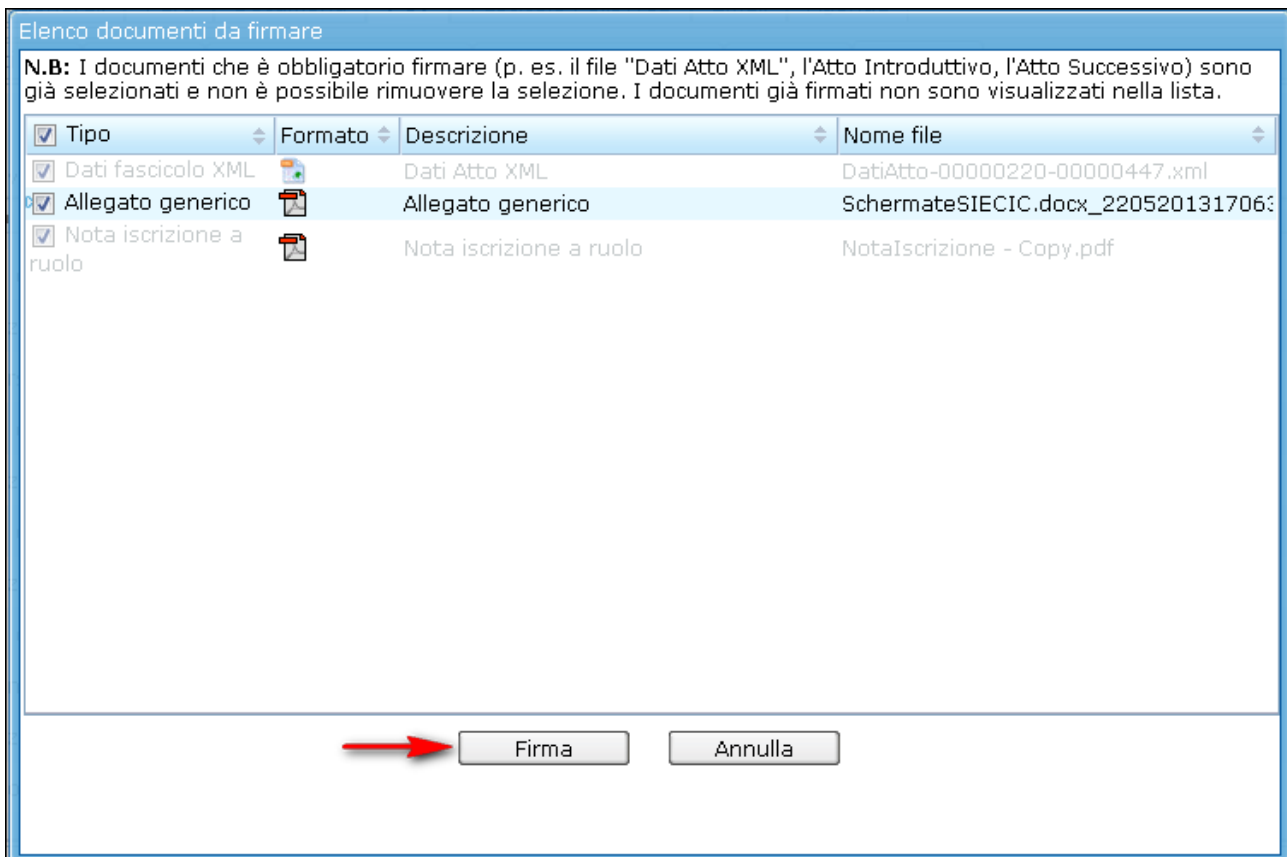 Elenco documenti da firmare
N.B: I documenti che è obbligatorio firmare (p. es. il file "Dati Atto XML", l'Atto Introduttivo, l'Atto Successivo) sono
già selezionati e non è possibile rimuovere la selezione. I documenti già firmati non sono visualizzati nella lista.
Tipo Formato Descrizione Nome file
Dati fascicolo XML Dati Atto XML DatiAtto-00000220-00000447.xml
Allegato generico Allegato generico SchermateSIECIC.docx_2205201317063
Nota iscrizione a
ruolo Nota iscrizione a ruolo NotaIscrizione - Copy.pdf
Firma Annulla